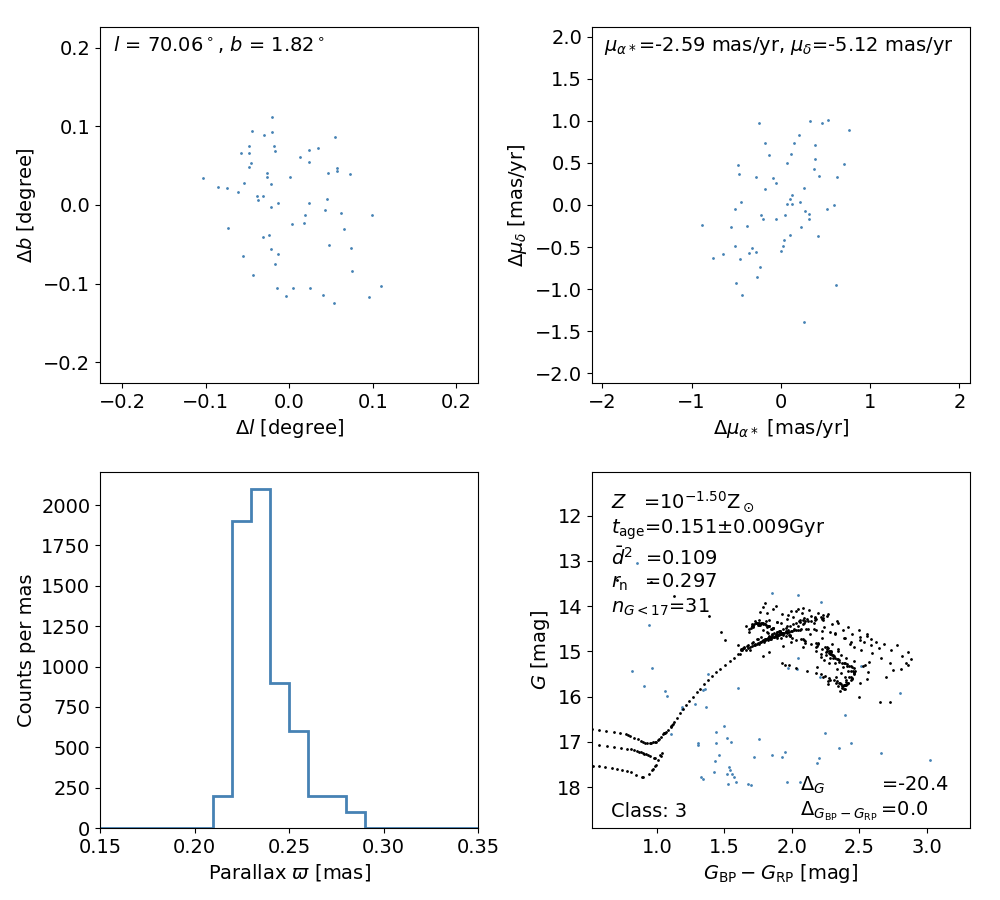 l = 70.06°, b = 1.82°
0.2
0.1
0.0
−0.1
−0.2
Δb [degree]
−0.2 −0.1 0.0 0.1 0.2
Δl [degree]
μα*=-2.59 mas/yr, μδ=-5.12 mas/yr
2.0
1.5
1.0
0.5
0.0
−0.5
−1.0
−1.5
−2.0
Δμδ [mas/yr]
−2 −1 0 1 2
Δμα* [mas/yr]
2000
1750
1500
1250
1000
750
500
250
0
Counts per mas
0.15 0.20 0.25 0.30 0.35
Parallax ϖ [mas]
Z =10^−1.50Z⊙
tage=0.151±0.009Gyr
d̄² =0.109
rn =0.297
nG<17=31
12
13
14
15
16
17
18
G [mag]
ΔG =-20.4
ΔGBP−GRP=0.0
Class: 3
1.0 1.5 2.0 2.5 3.0
GBP − GRP [mag]